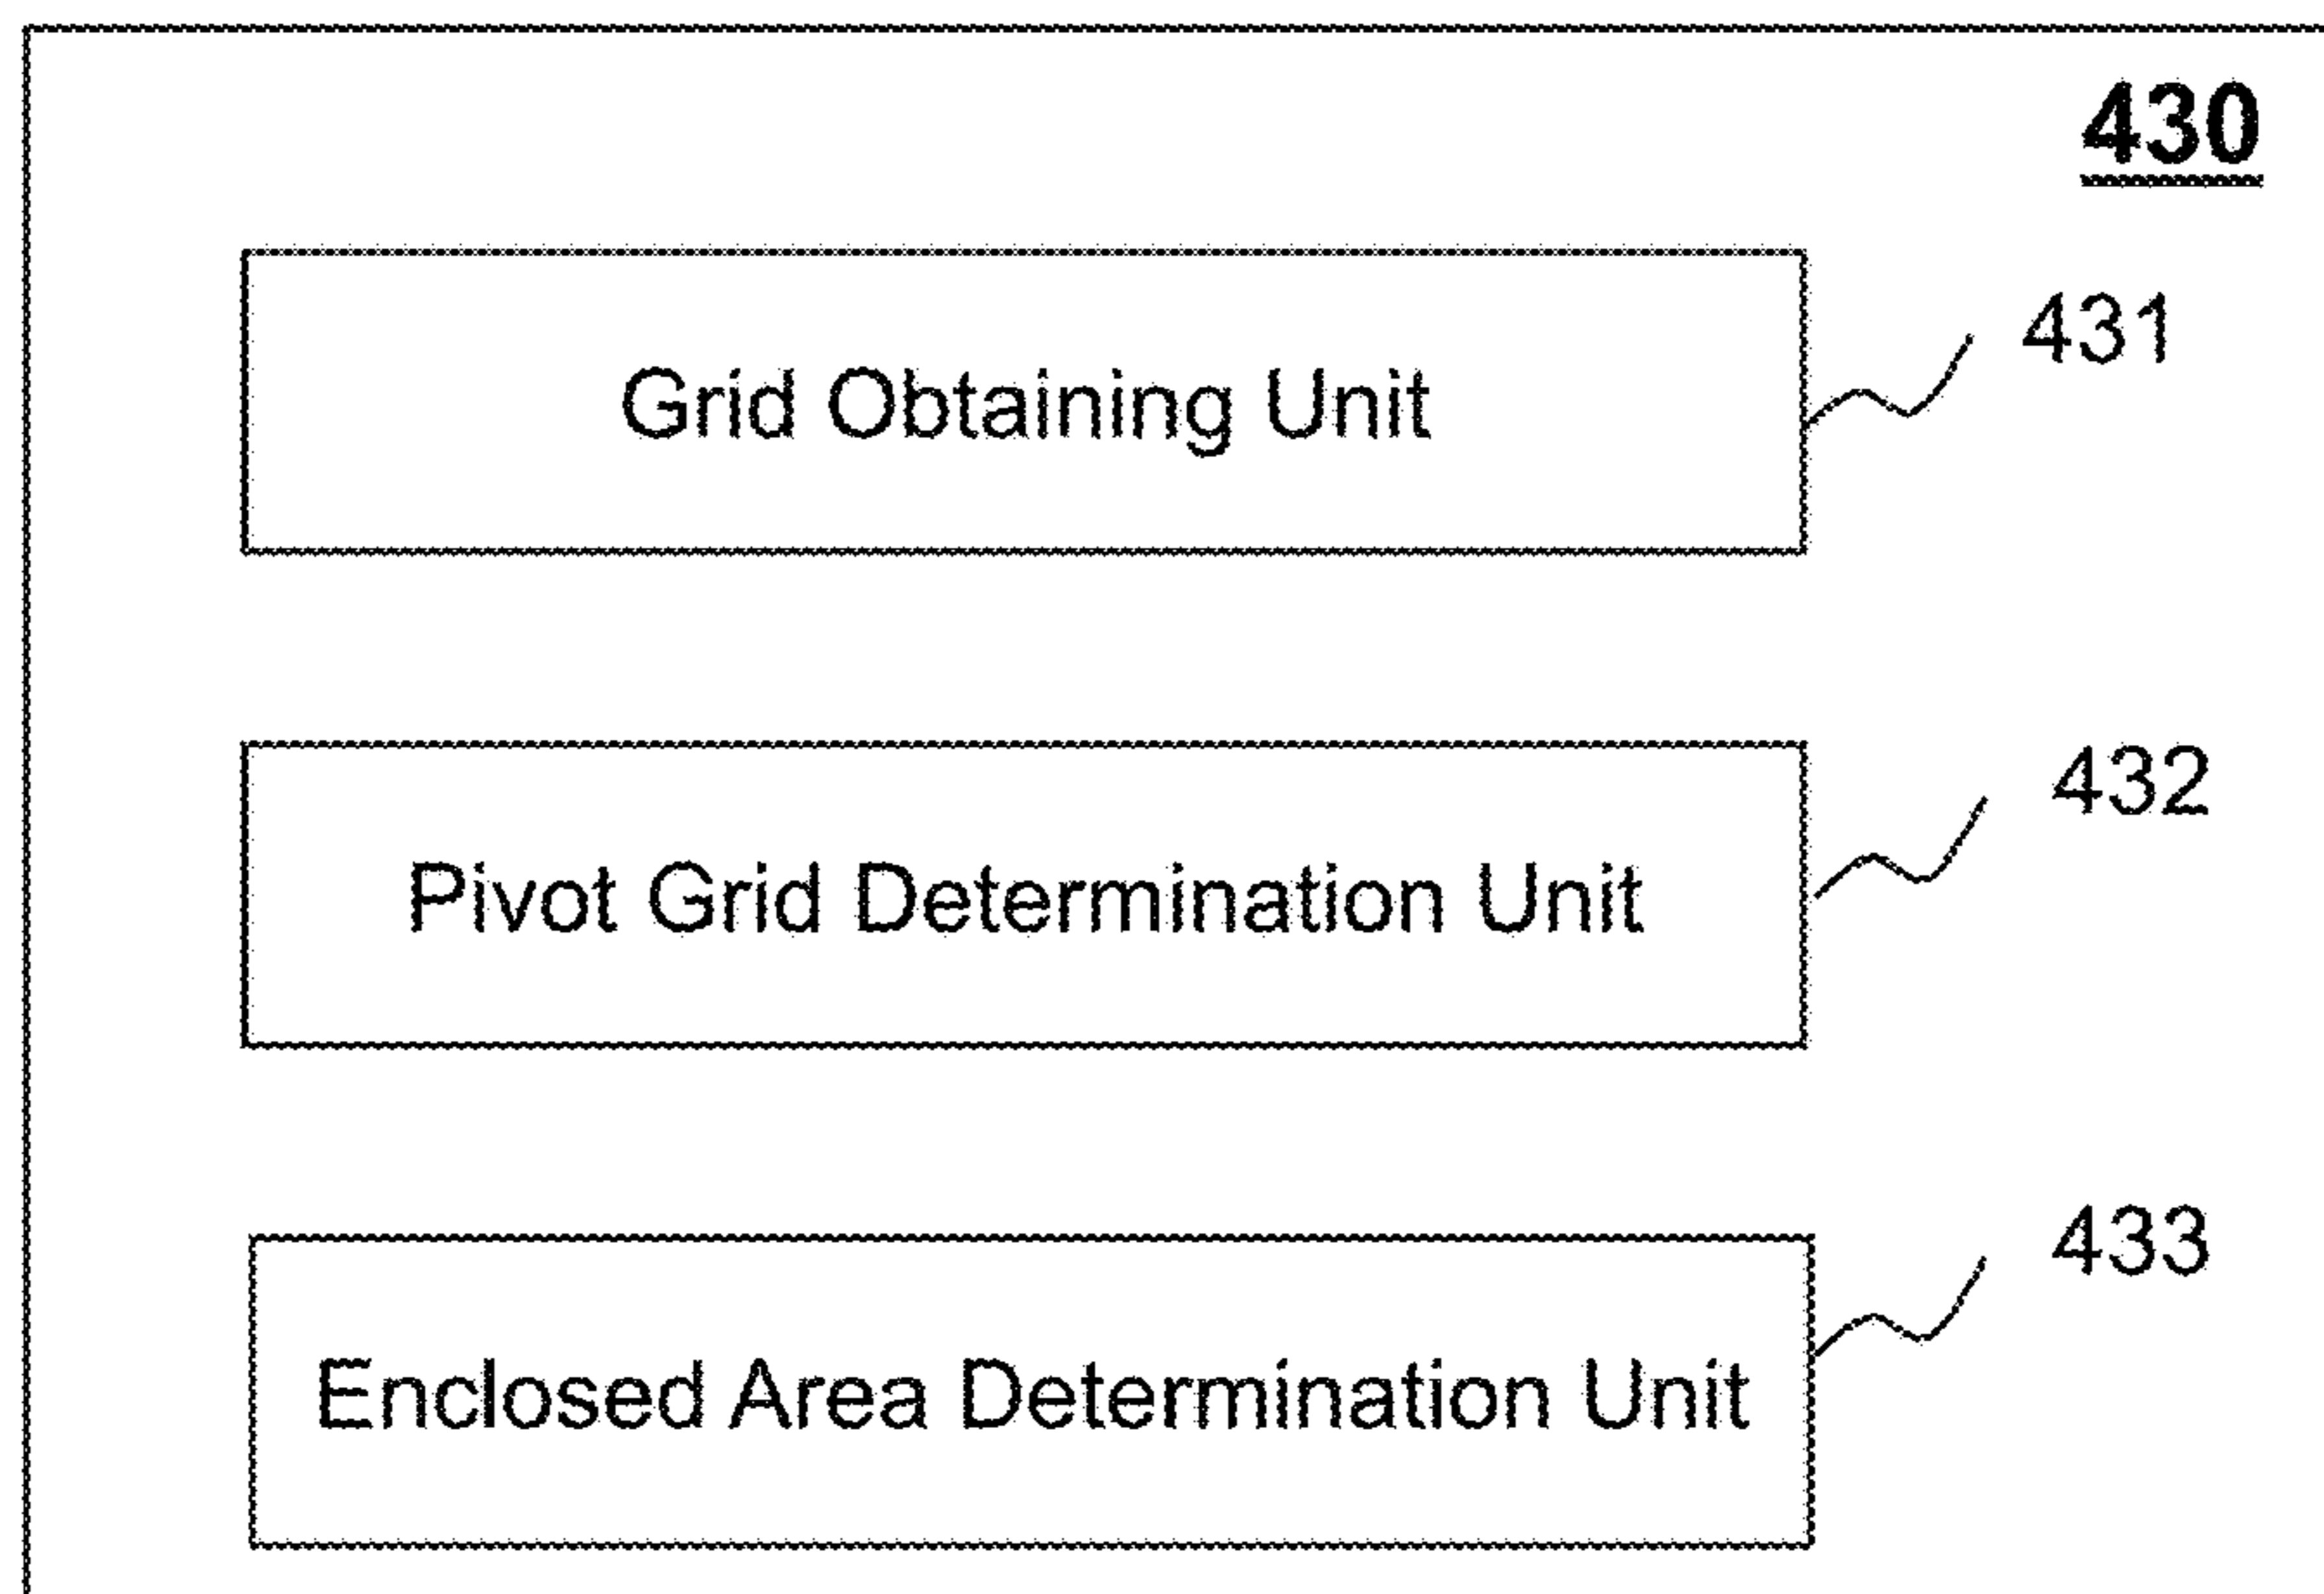 430
431
Grid Obtaining Unit
432
Pivot Grid Determination Unit
433
Enclosed Area Determination Unit